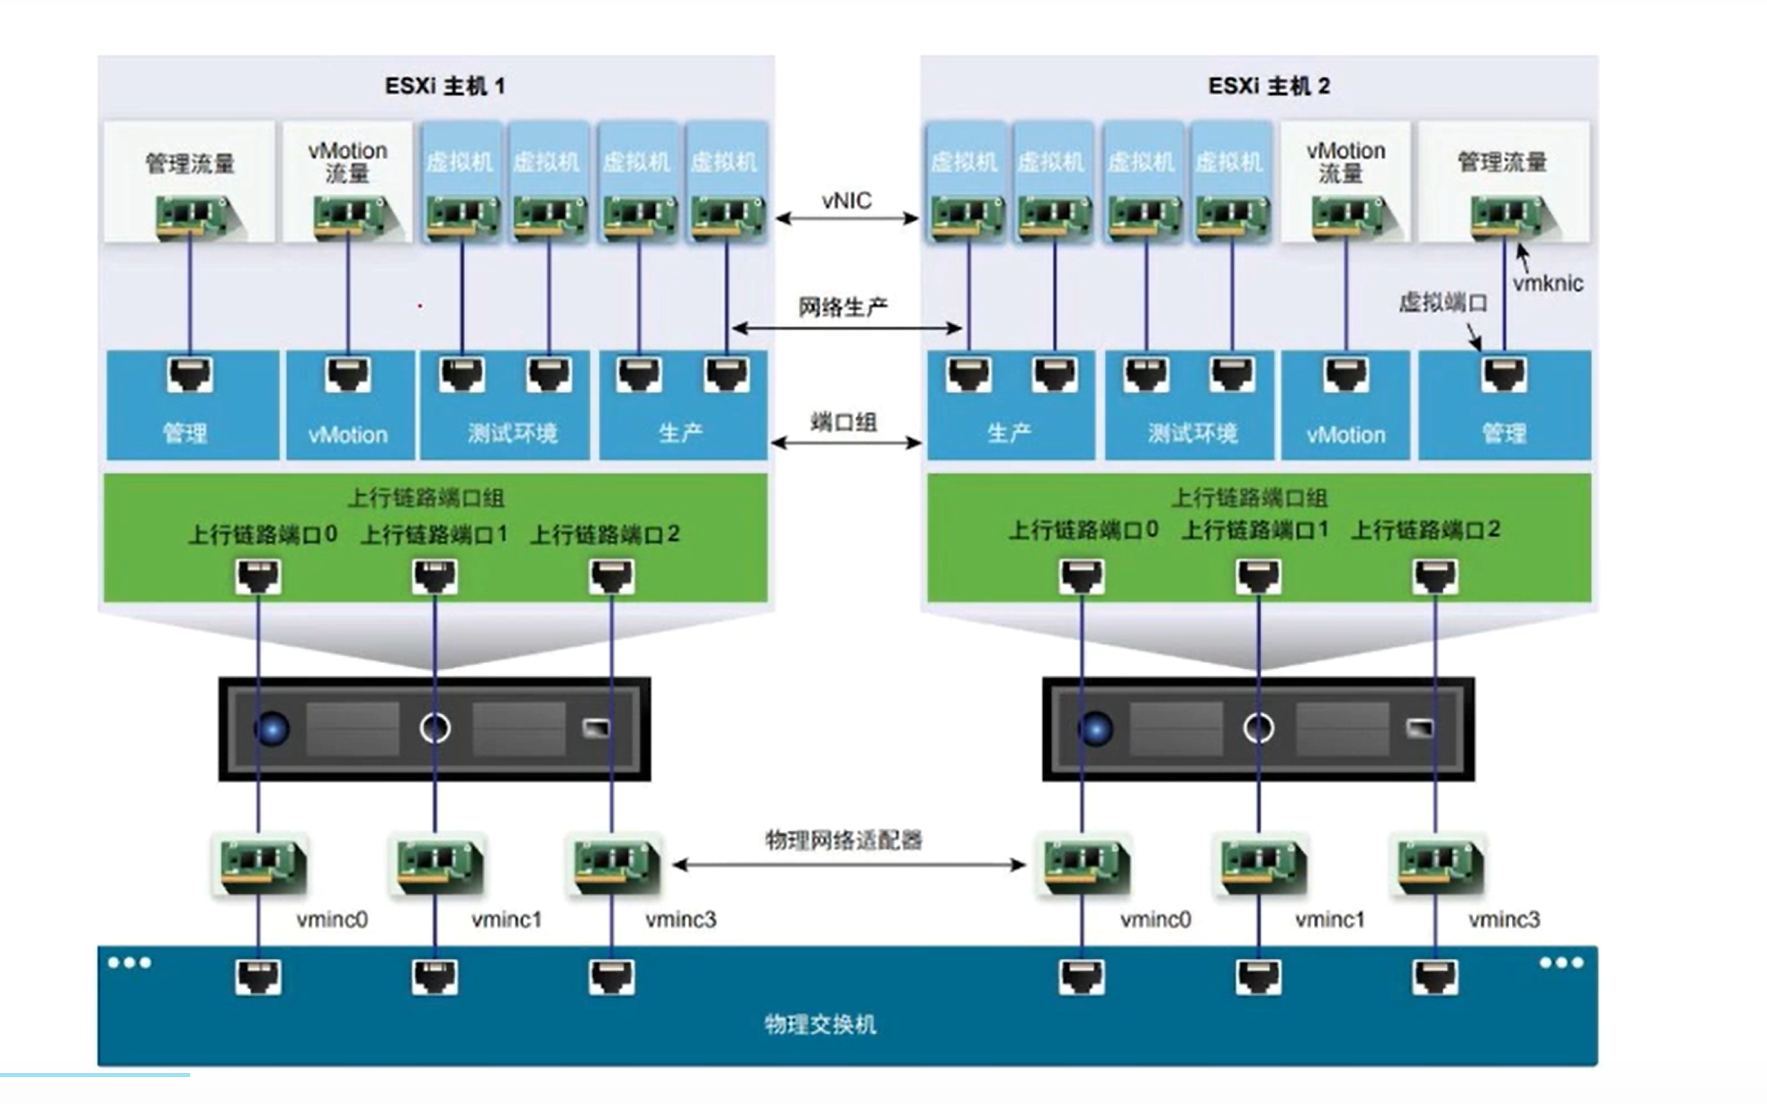 ESXi 主机 1
ESXi 主机 2
管理流量
vMotion
流量
虚拟机
虚拟机
虚拟机
虚拟机
vNIC
虚拟机
虚拟机
虚拟机
虚拟机
vMotion
流量
管理流量
vmknic
虚拟端口
网络生产
管理
vMotion
测试环境
生产
端口组
生产
测试环境
vMotion
管理
上行链路端口组
上行链路端口0
上行链路端口1
上行链路端口2
上行链路端口组
上行链路端口0
上行链路端口1
上行链路端口2
物理网络适配器
vminc0
vminc1
vminc3
vminc0
vminc1
vminc3
物理交换机